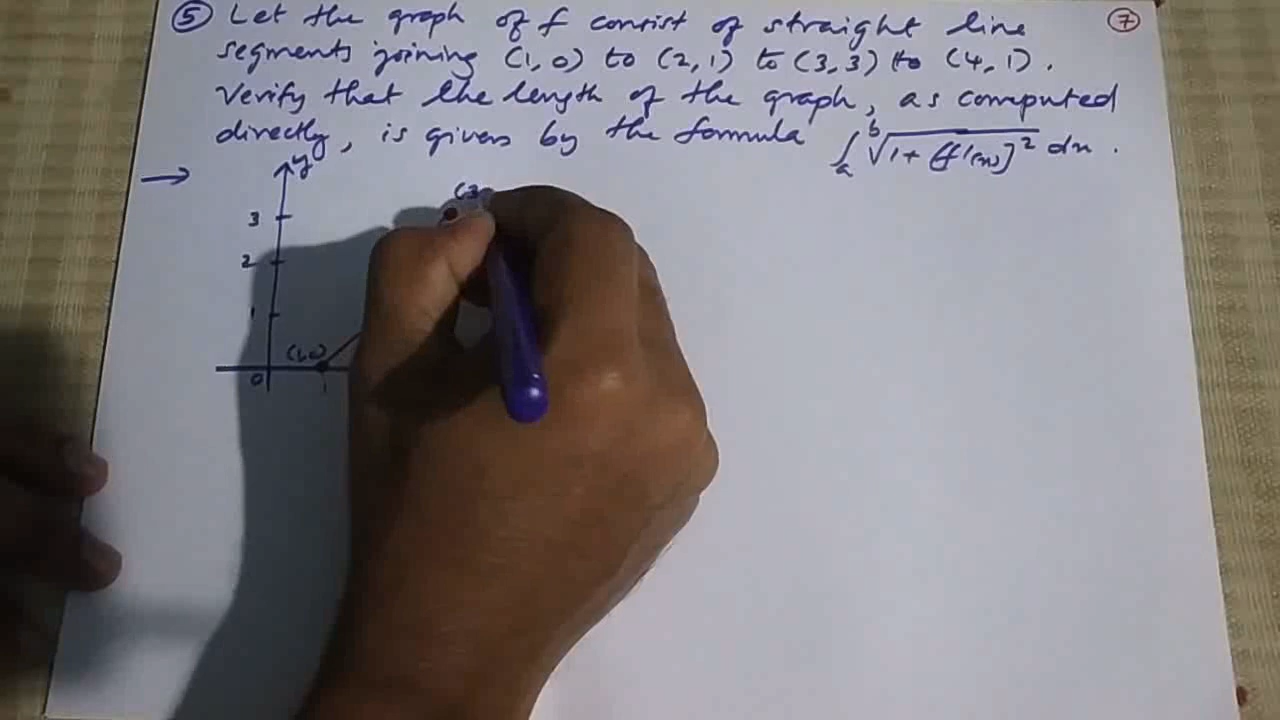 ⑤ Let the graph of f consist of straight line ⑦
segments joining (1,0) to (2,1) to (3,3) to (4,1).
Verify that the length of the graph, as computed
directly, is given by the formula ∫ₐᵇ √1+[f'(x)]² dx.
→ y
(3
3
2
1
(1,0)
0 1